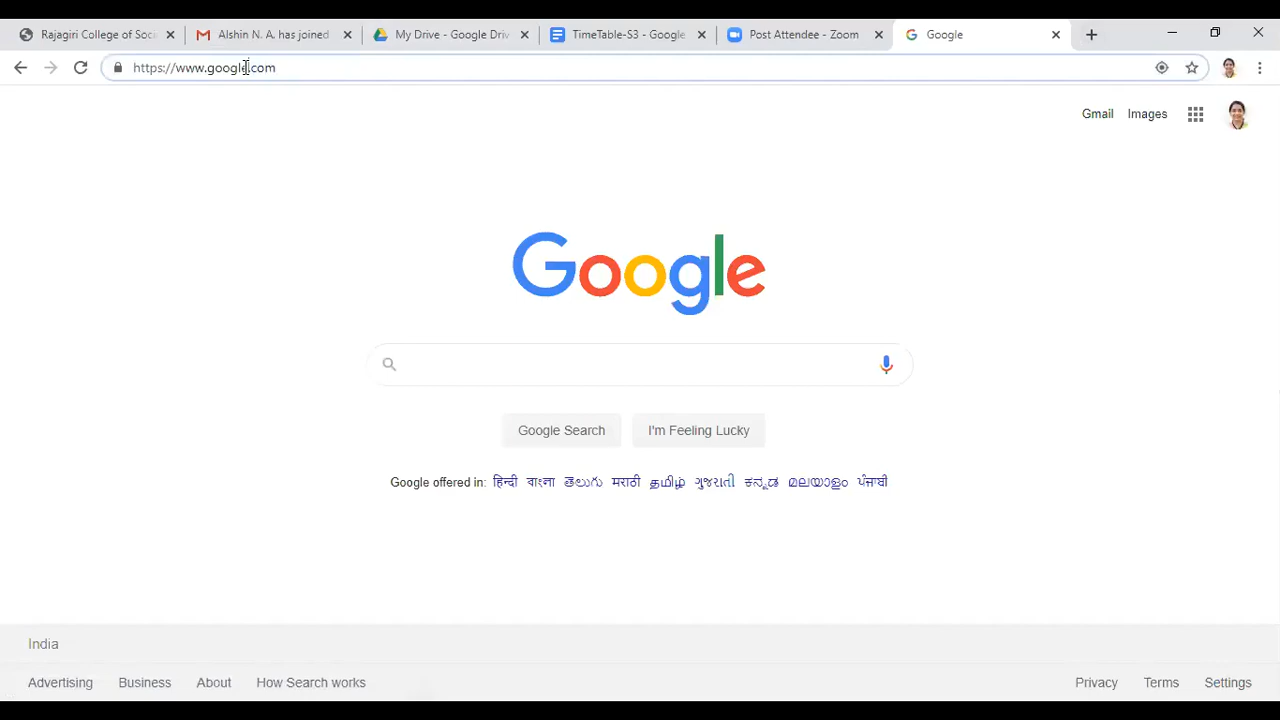 Rajagiri College of Soci Alshin N. A. has joined My Drive - Google Driv TimeTable-S3 - Google Post Attendee - Zoom Google
https://www.google.com
Gmail Images
Google
Google Search I'm Feeling Lucky
Google offered in: हिन्दी বাংলা తెలుగు मराठी தமிழ் ગુજરાતી ಕನ್ನಡ മലയാളം ਪੰਜਾਬੀ
India
Advertising Business About How Search works Privacy Terms Settings